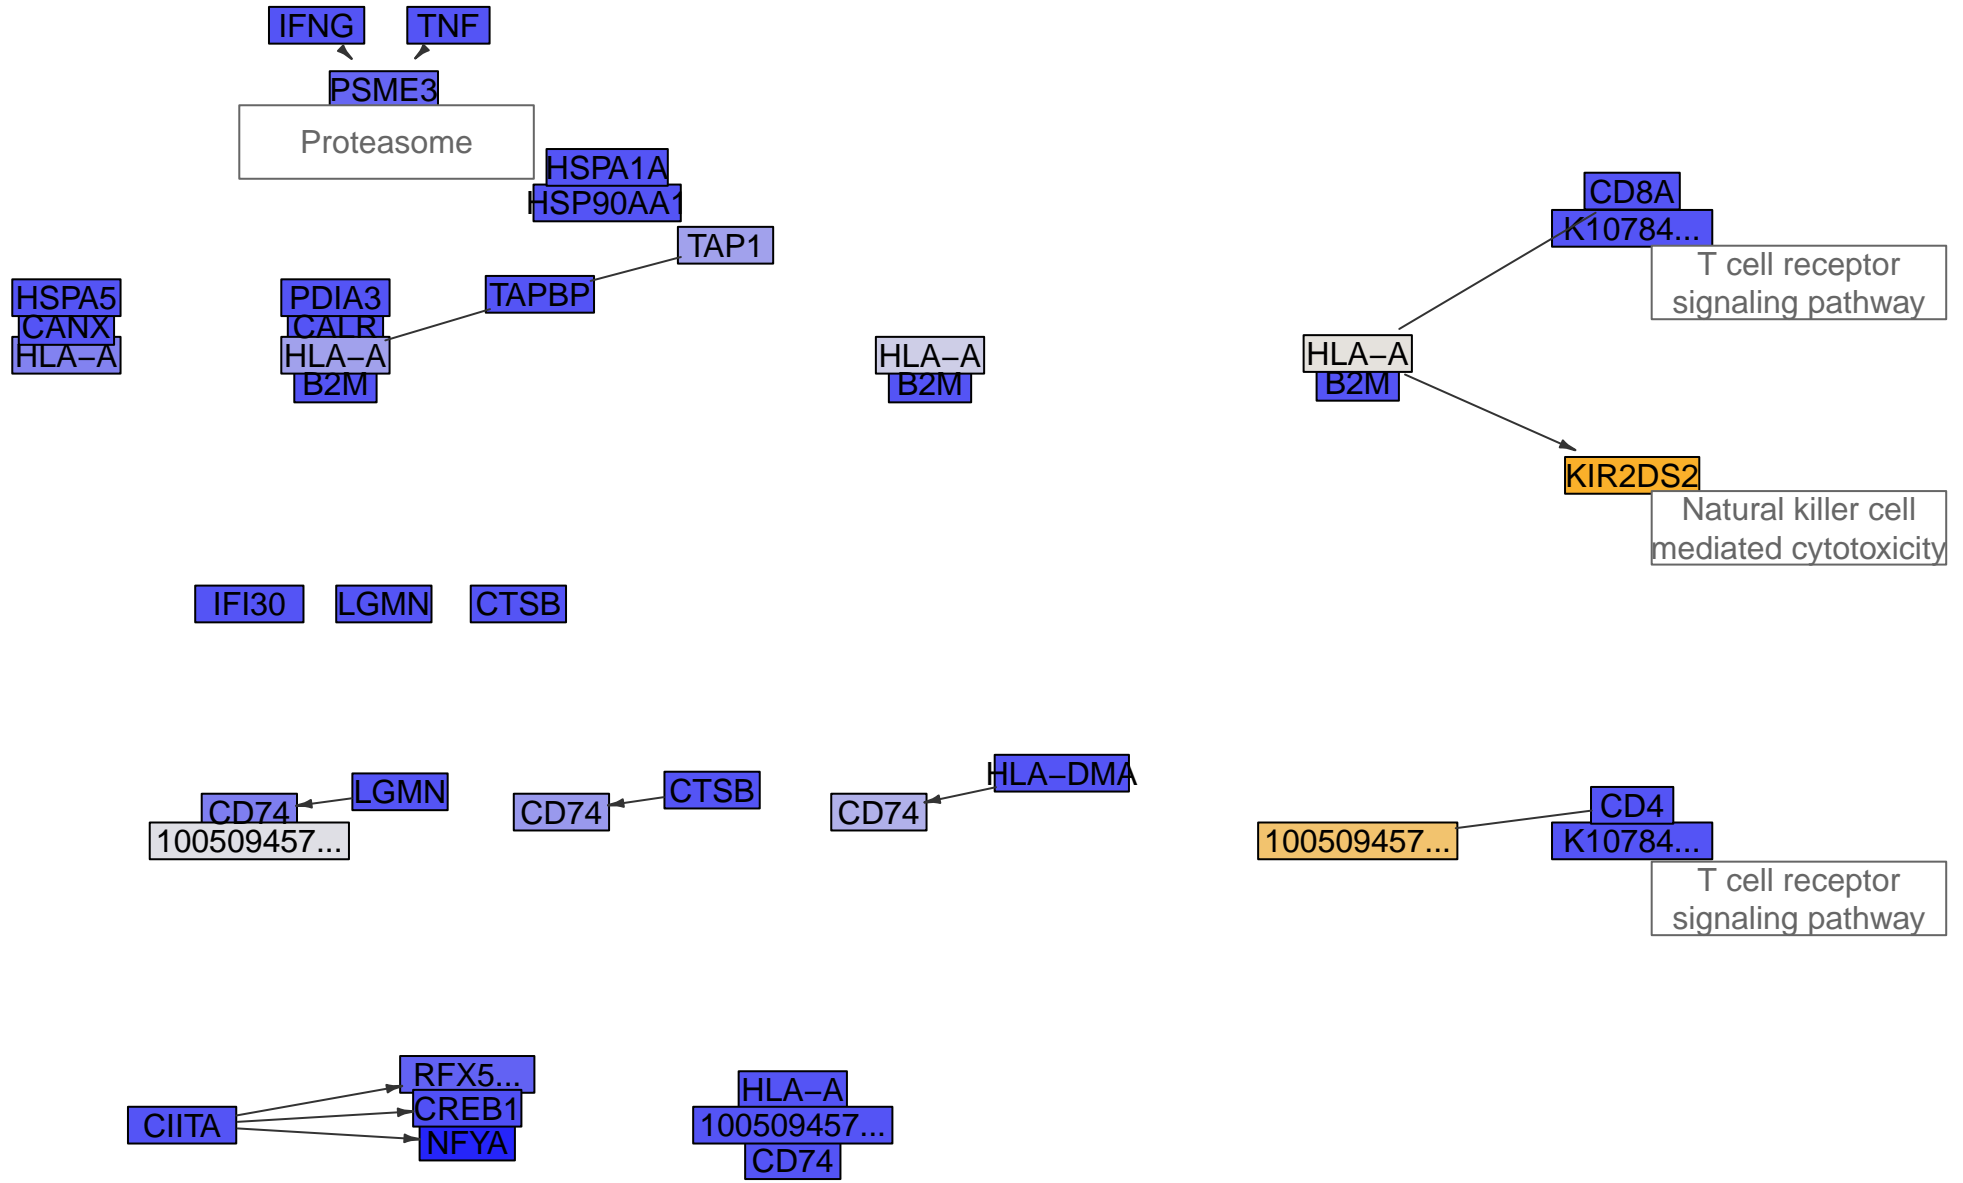 IFNG
TNF
PSME3
Proteasome
HSPA1A
HSP90AA1
TAP1
TAPBP
CD8A
K10784...
T cell receptor
signaling pathway
HSPA5
CANX
HLA−A
PDIA3
CALR
HLA−A
B2M
HLA−A
B2M
HLA−A
B2M
KIR2DS2
Natural killer cell
mediated cytotoxicity
IFI30
LGMN
CTSB
LGMN
CD74
100509457...
CTSB
CD74
HLA−DMA
CD74
CD4
100509457...
K10784...
T cell receptor
signaling pathway
CIITA
RFX5...
CREB1
NFYA
HLA−A
100509457...
CD74